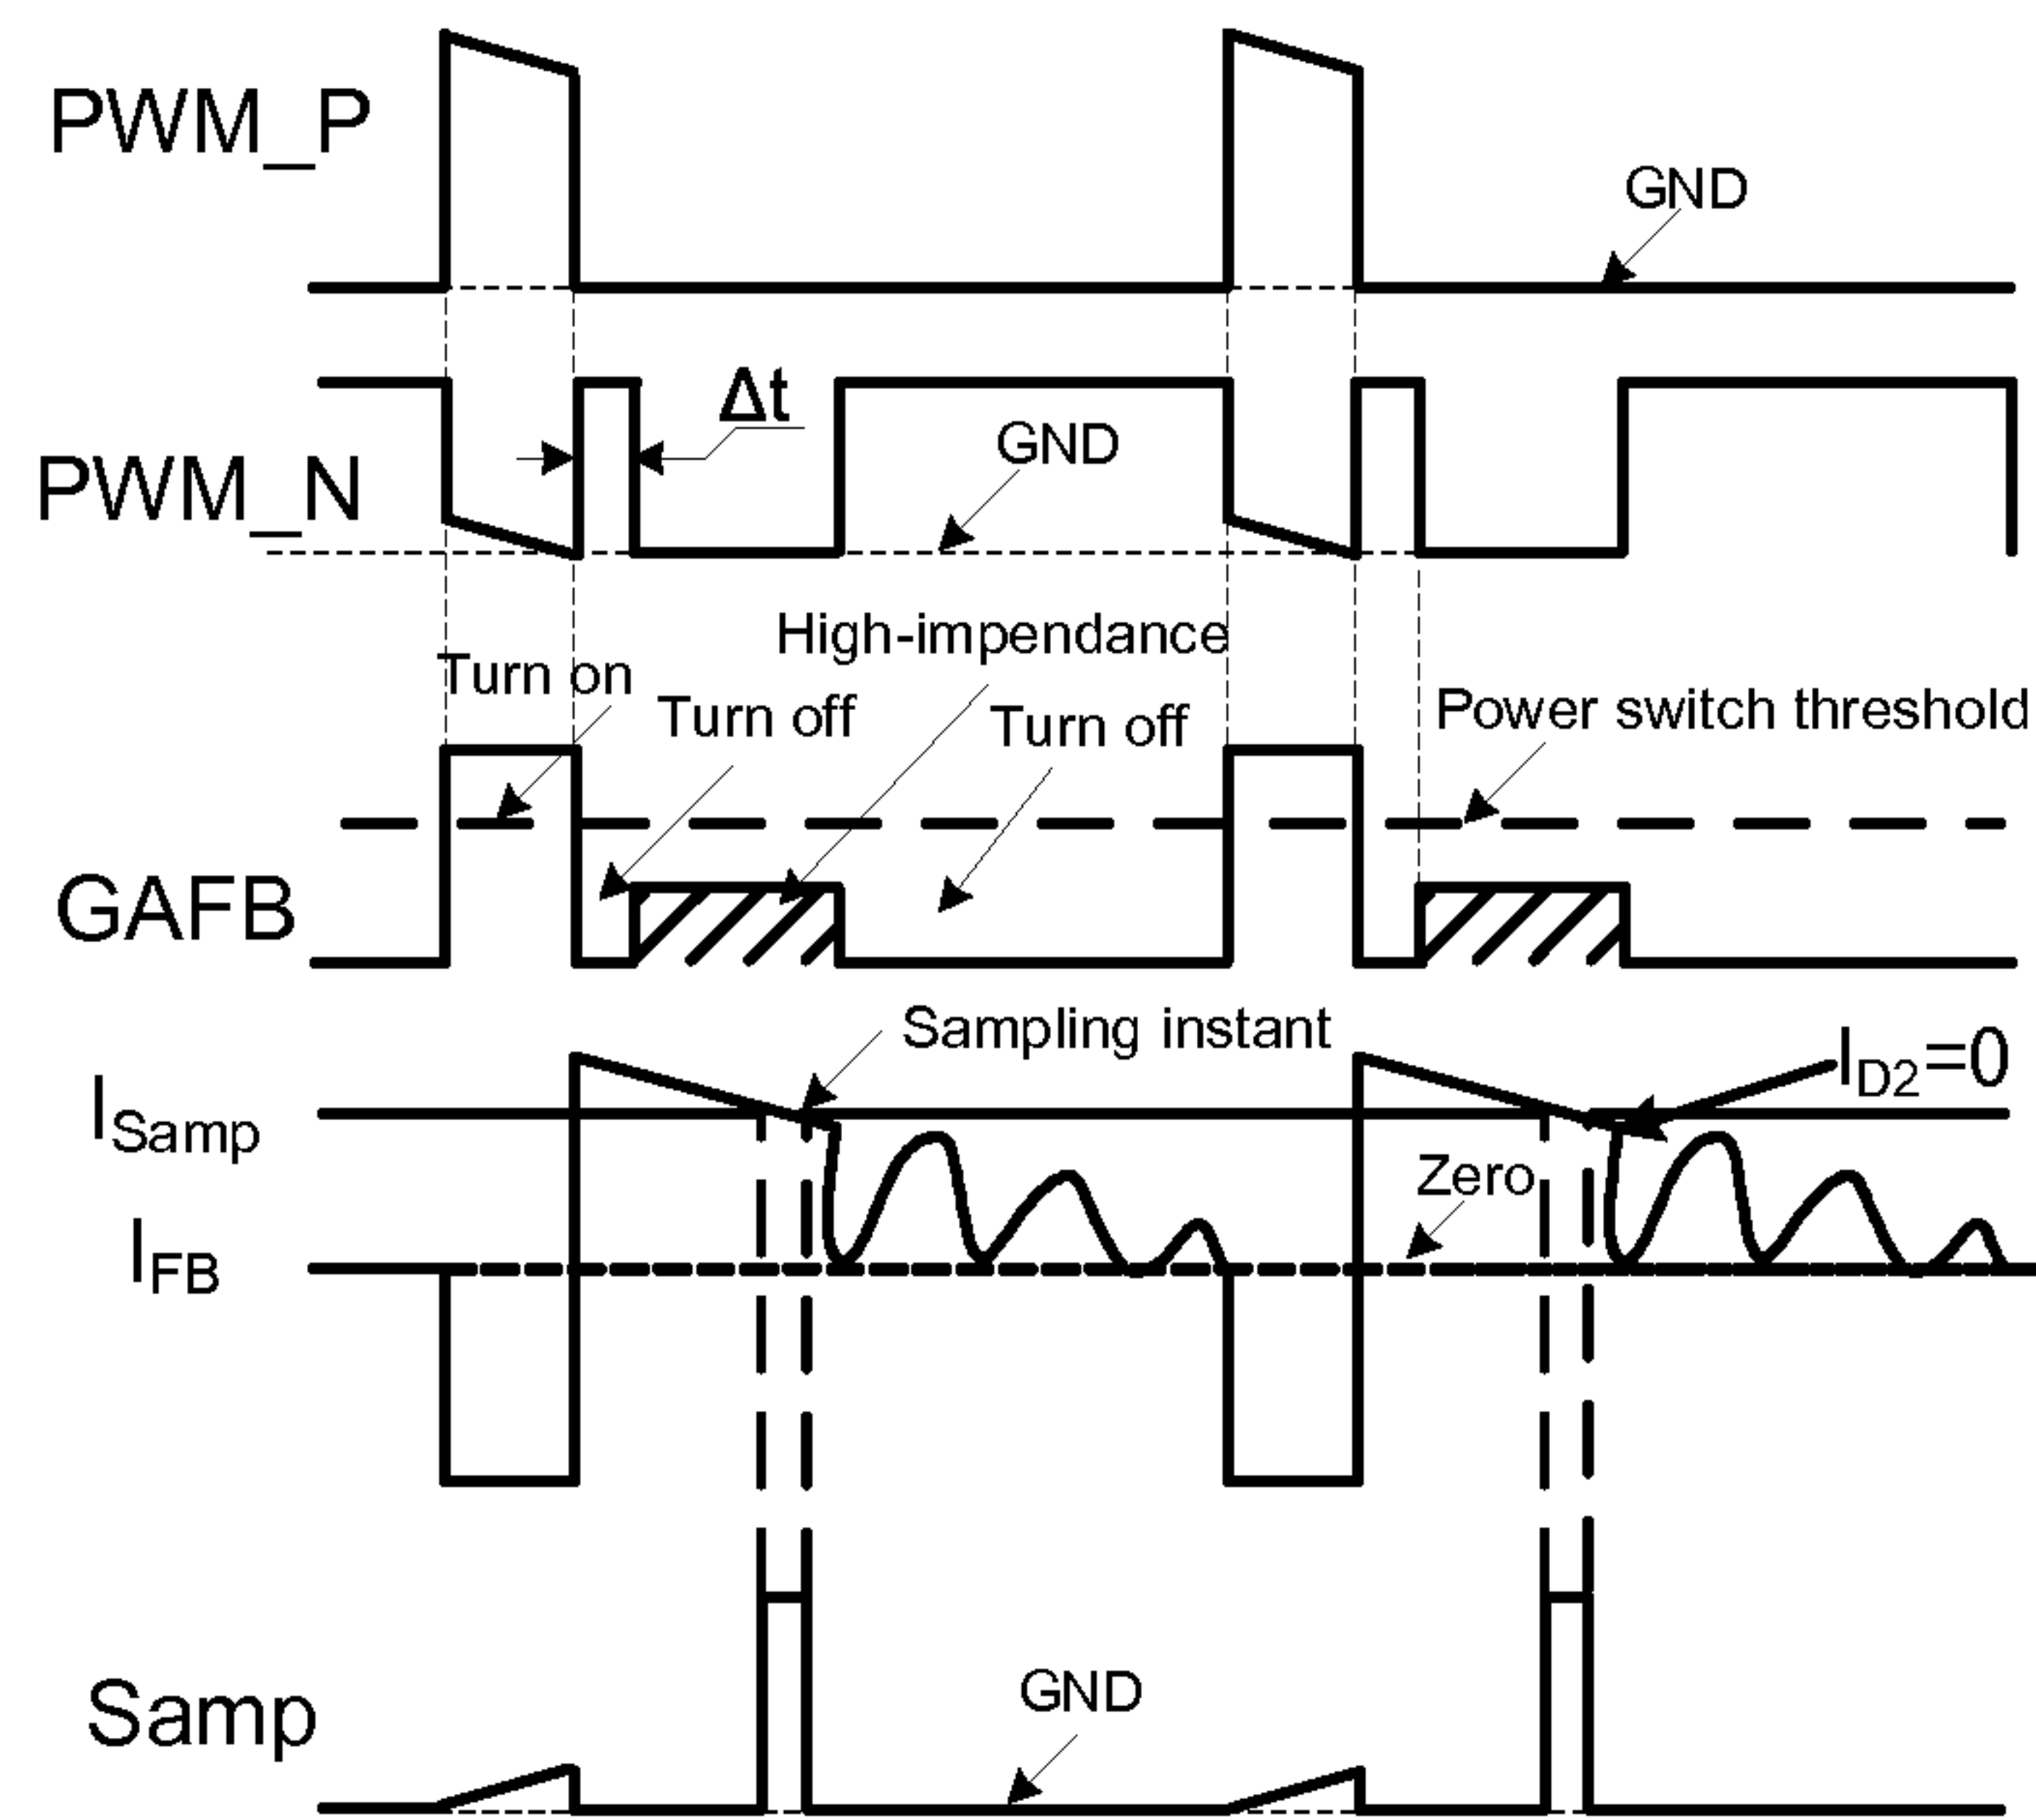 PWM_P
GND
Δt
GND
PWM_N
High-impendance
Turn on
Turn off
Turn off
Power switch threshold
GAFB
Sampling instant
I_D2=0
I_Samp
Zero
I_FB
GND
Samp